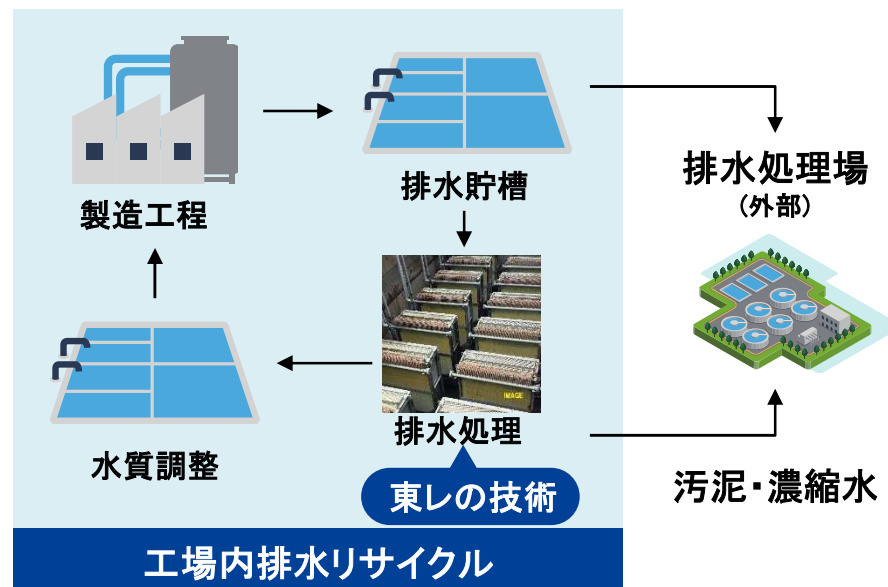 製造工程
排水貯槽
排水処理場
(外部)
IMAGE
水質調整
排水処理
東レの技術
汚泥・濃縮水
工場内排水リサイクル